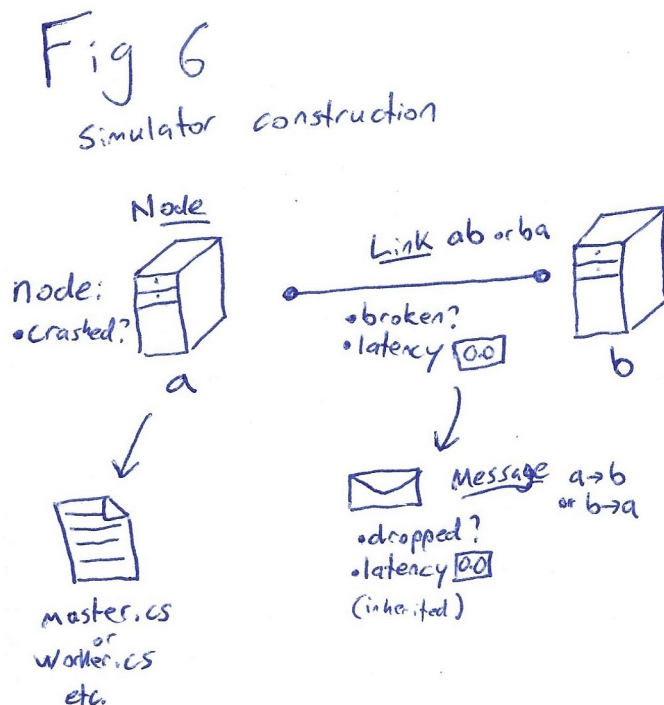 Fig 6
simulator construction
Node
node:
•crashed?
a
Link ab or ba
•broken?
•latency 0.0
b
master.cs
or
worker.cs
etc.
Message a→b
or b→a
•dropped?
•latency 0.0
(inherited)